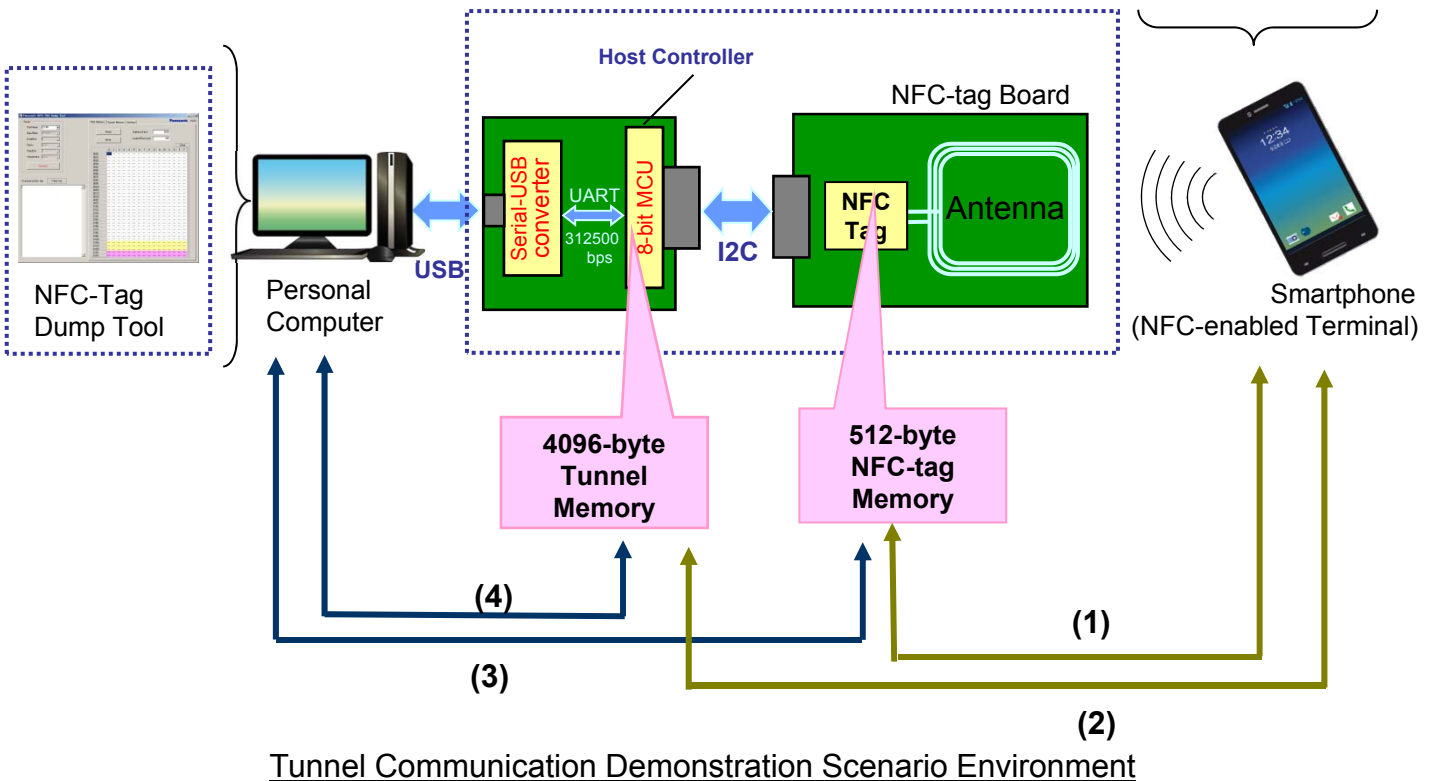 Host Controller
NFC-tag Board
Serial-USB
converter
UART
312500
bps
8-bit MCU
NFC
Tag
Antenna
12:34
USB
I2C
NFC-Tag
Dump Tool
Personal
Computer
Smartphone
(NFC-enabled Terminal)
4096-byte
Tunnel
Memory
512-byte
NFC-tag
Memory
(4)
(1)
(3)
(2)
Tunnel Communication Demonstration Scenario Environment